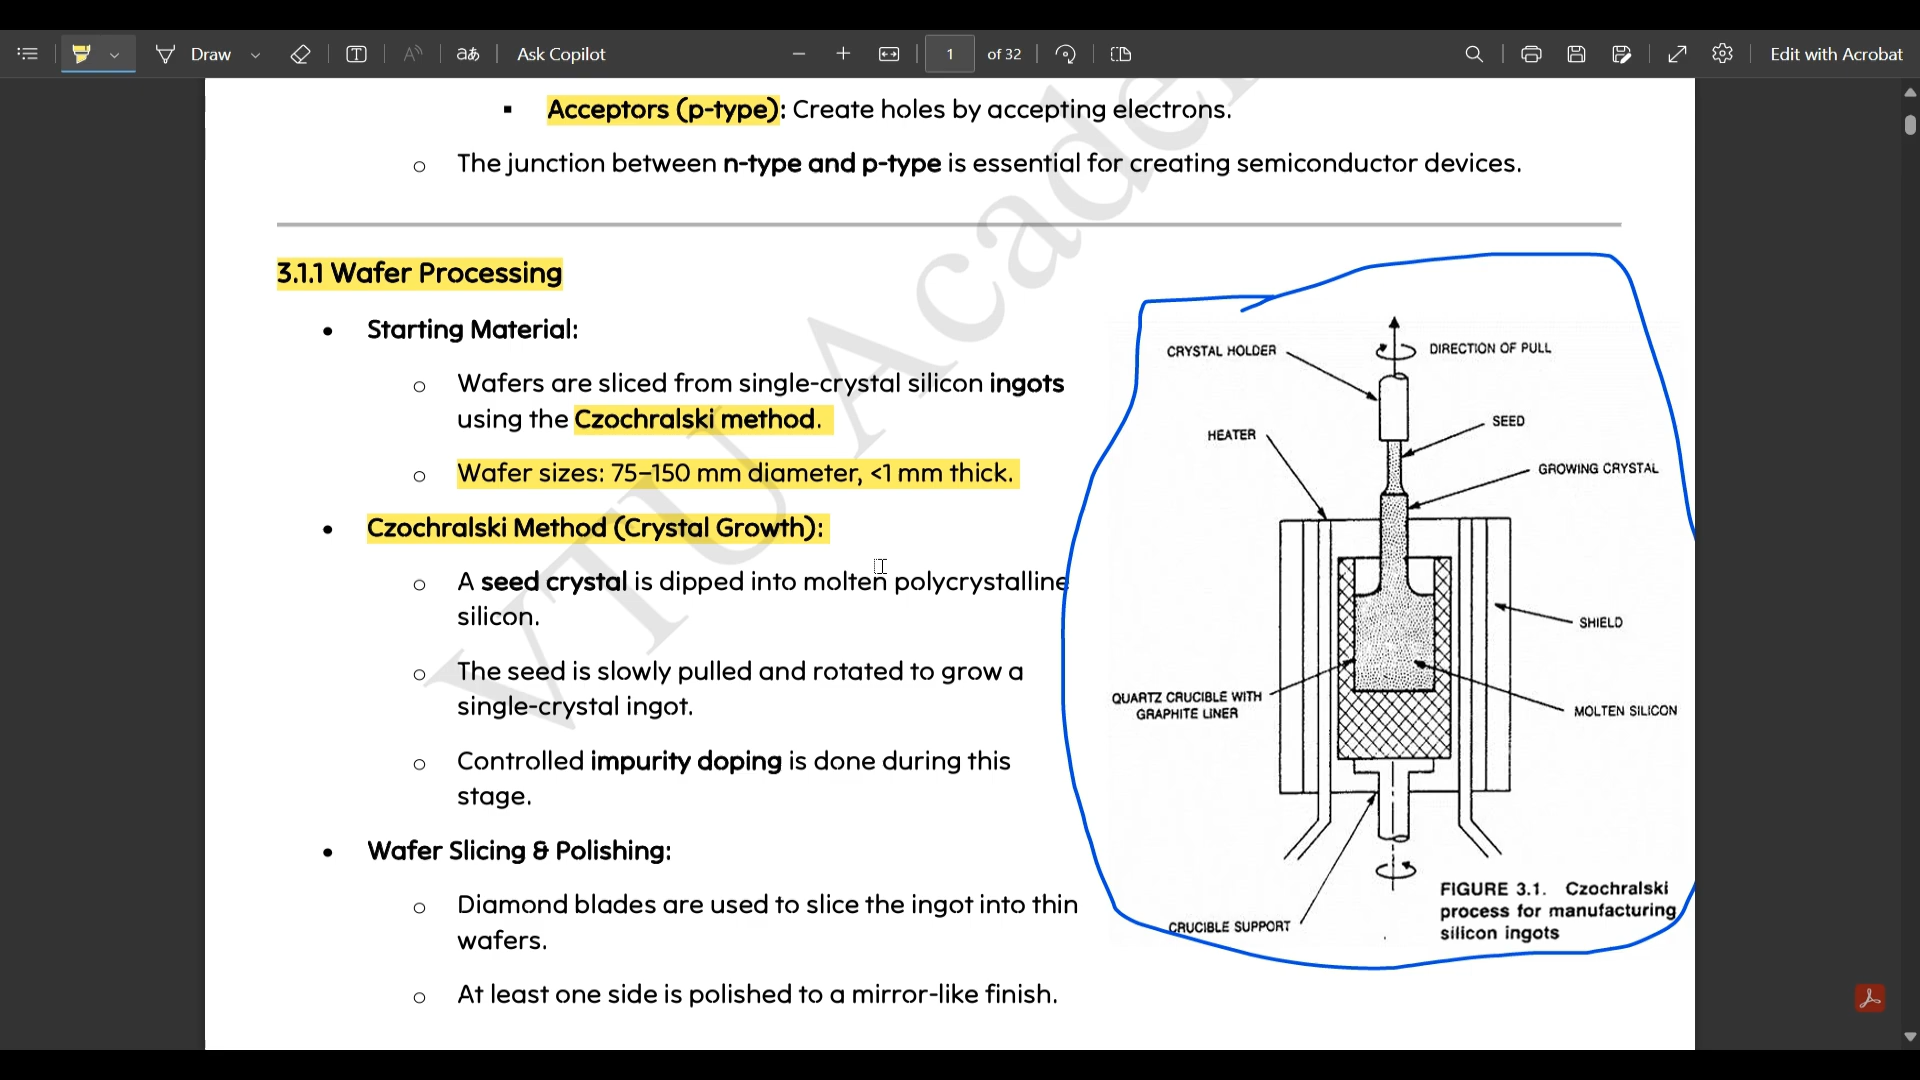 Draw
aあ
Ask Copilot
1
of 32
Edit with Acrobat
Acceptors (p-type): Create holes by accepting electrons.
The junction between n-type and p-type is essential for creating semiconductor devices.
3.1.1 Wafer Processing
Starting Material:
Wafers are sliced from single-crystal silicon ingots
using the Czochralski method.
Wafer sizes: 75–150 mm diameter, <1 mm thick.
Czochralski Method (Crystal Growth):
A seed crystal is dipped into molten polycrystalline
silicon.
The seed is slowly pulled and rotated to grow a
single-crystal ingot.
Controlled impurity doping is done during this
stage.
Wafer Slicing & Polishing:
Diamond blades are used to slice the ingot into thin
wafers.
At least one side is polished to a mirror-like finish.
CRYSTAL HOLDER
DIRECTION OF PULL
SEED
HEATER
GROWING CRYSTAL
SHIELD
QUARTZ CRUCIBLE WITH
GRAPHITE LINER
MOLTEN SILICON
CRUCIBLE SUPPORT
FIGURE 3.1. Czochralski
process for manufacturing
silicon ingots
VTU Academ